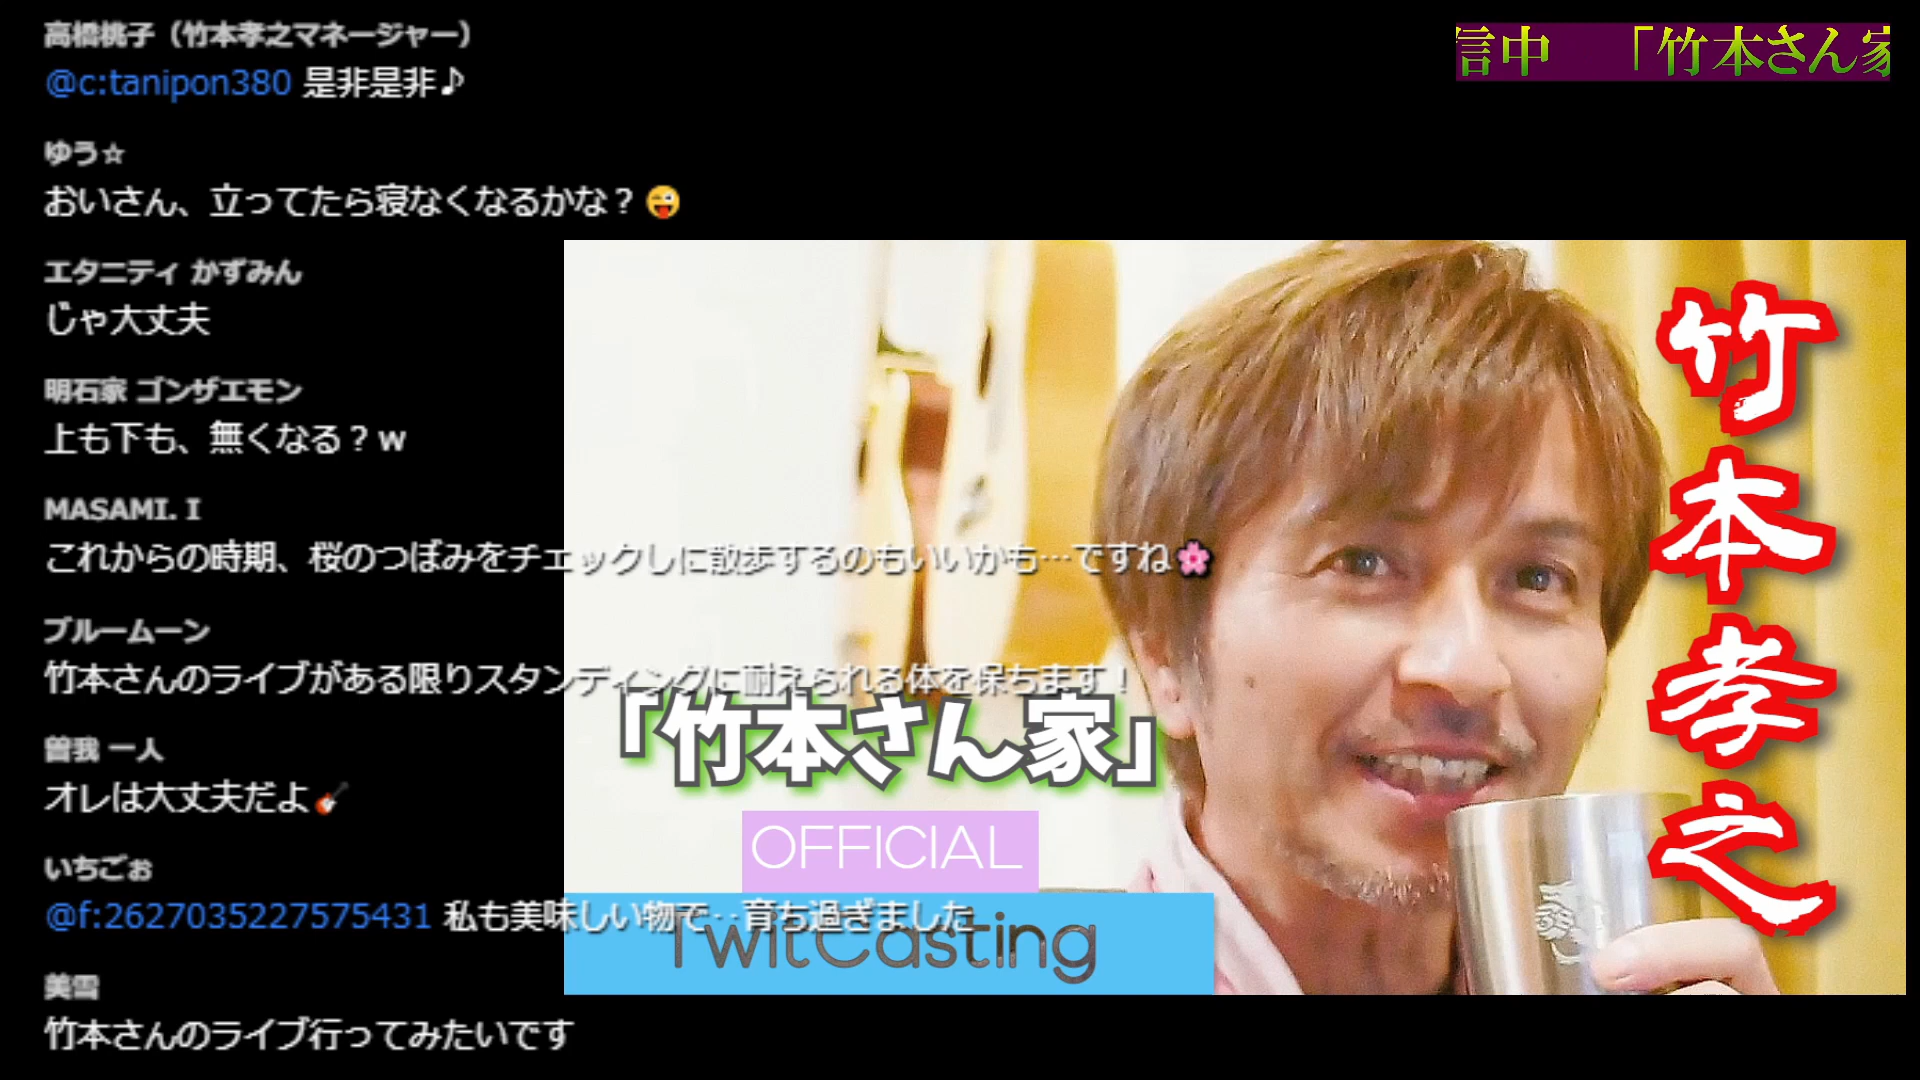 高橋桃子（竹本孝之マネージャー）
@c:tanipon380 是非是非♪
ゆう☆
おいさん、立ってたら寝なくなるかな？😜
エタニティ かずみん
じゃ大丈夫
明石家 ゴンザエモン
上も下も、無くなる？w
MASAMI. I
これからの時期、桜のつぼみをチェックしに散歩するのもいいかも…ですね🌸
ブルームーン
竹本さんのライブがある限りスタンディングに耐えられる体を保ちます！
曽我 一人
オレは大丈夫だよ🎸
いちごぉ
@f:2627035227575431 私も美味しい物で‥育ち過ぎました
美雪
竹本さんのライブ行ってみたいです
信中 「竹本さん家
竹本孝之
「竹本さん家」
OFFICIAL
TwitCasting